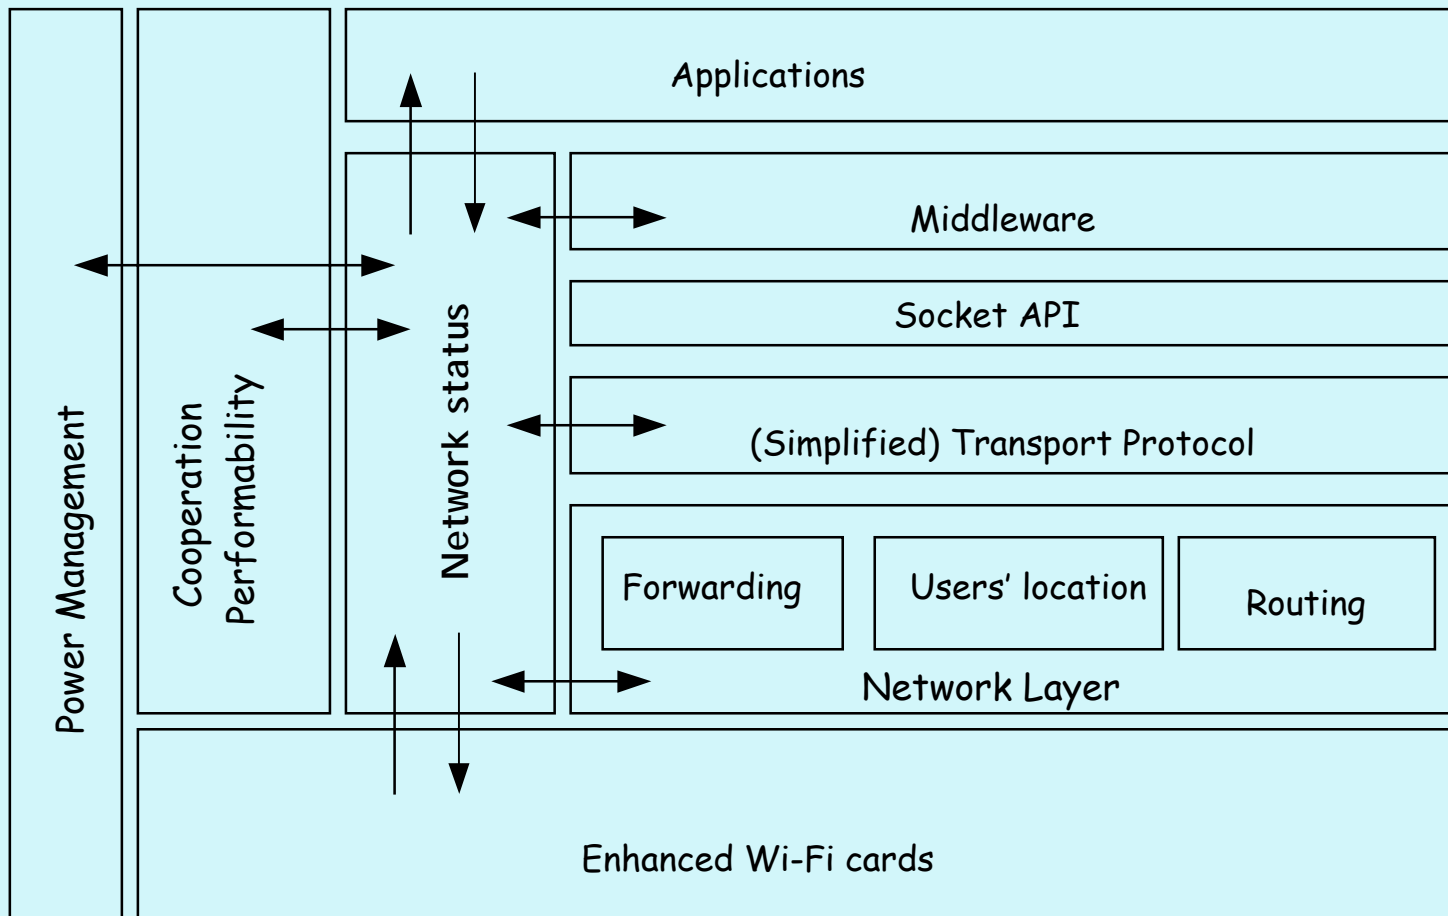 Applications
Middleware
Socket API
(Simplified) Transport Protocol
Forwarding
Users’ location
Routing
Network Layer
Enhanced Wi-Fi cards
Power Management
Cooperation
Performability
Network status